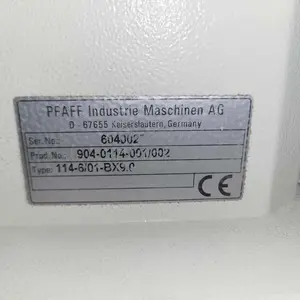 PFAFF Industrie Maschinen AG
D - 67655 Kaiserslautern, Germany
Ser.No.: 604002
Prod.No.: 904-0114-001/002
Type: 114-6/01-BX9.0
CE